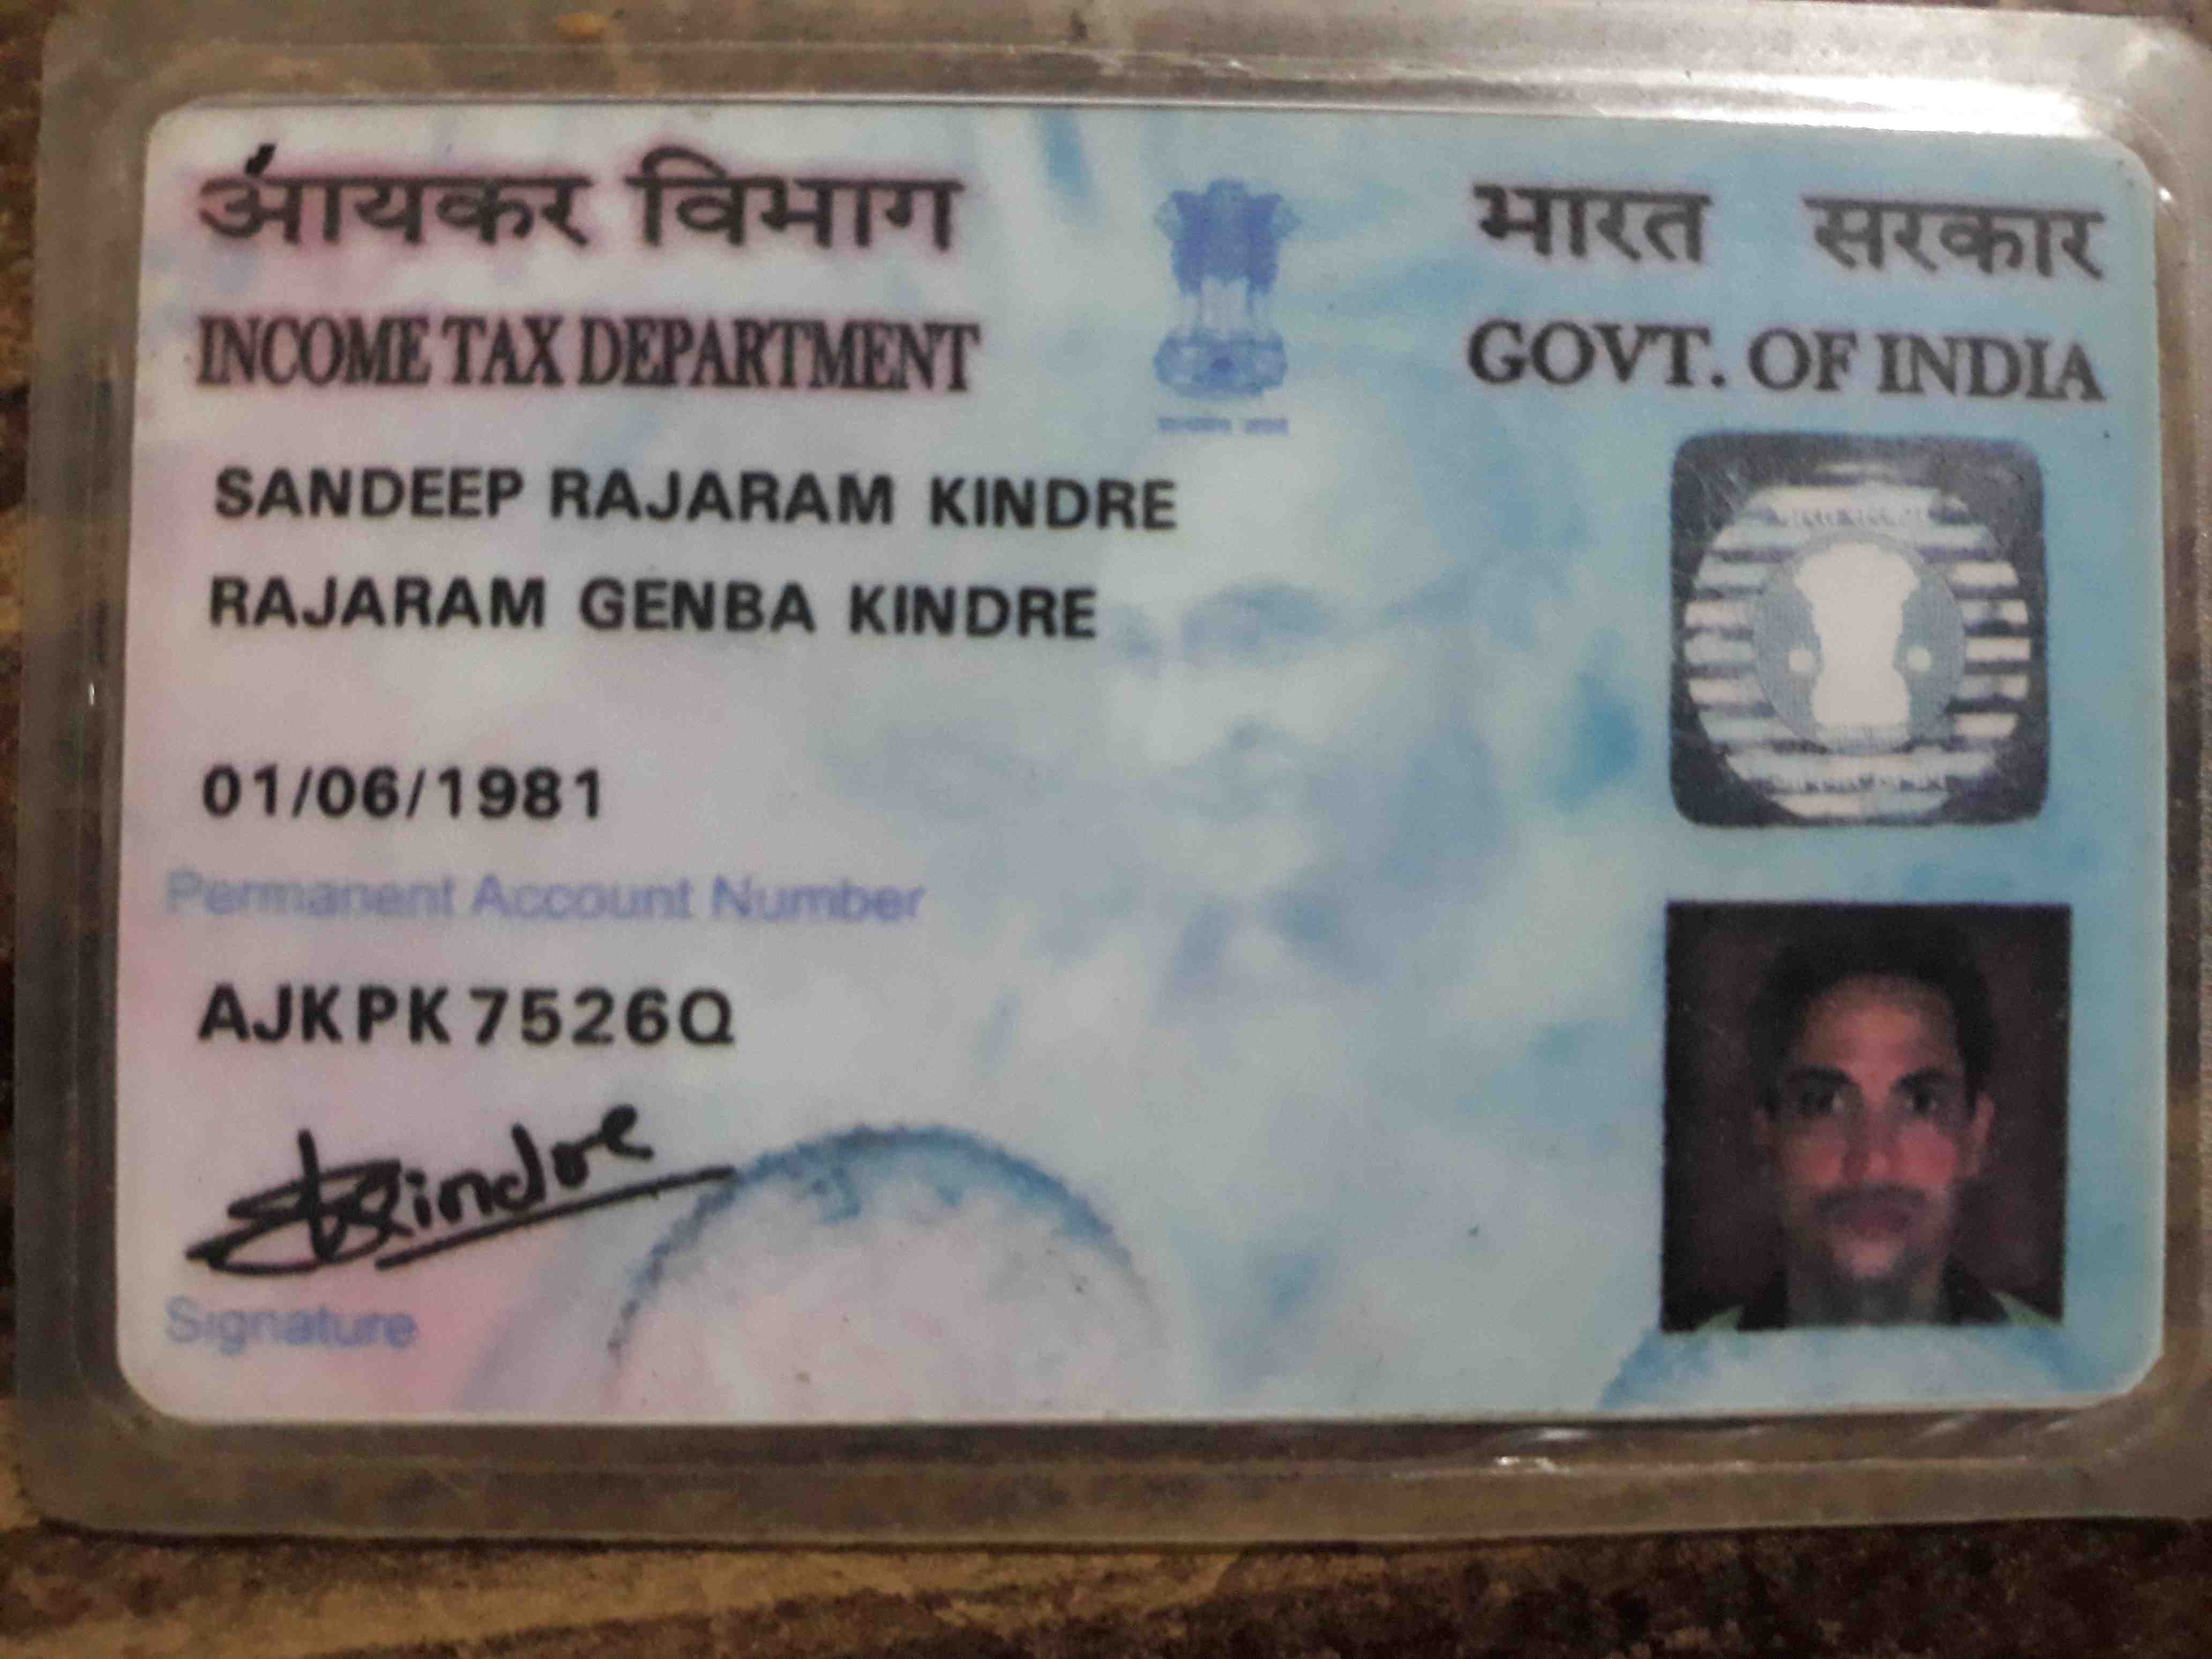 आयकर विभाग
INCOME TAX DEPARTMENT
भारत सरकार
GOVT. OF INDIA
SANDEEP RAJARAM KINDRE
RAJARAM GENBA KINDRE
01/06/1981
Permanent Account Number
AJKPK7526Q
Signature